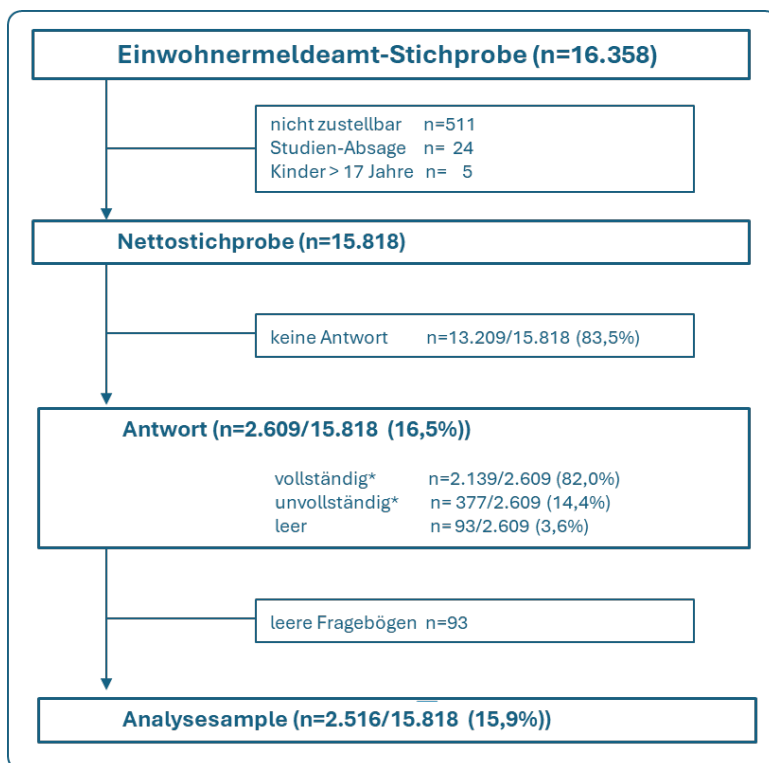 Einwohnermeldeamt-Stichprobe (n=16.358)
nicht zustellbar n=511
Studien-Absage n= 24
Kinder > 17 Jahre n= 5
Nettostichprobe (n=15.818)
keine Antwort n=13.209/15.818 (83,5%)
Antwort (n=2.609/15.818 (16,5%))
vollständig* n=2.139/2.609 (82,0%)
unvollständig* n= 377/2.609 (14,4%)
leer n= 93/2.609 (3,6%)
leere Fragebögen n=93
Analysesample (n=2.516/15.818 (15,9%))